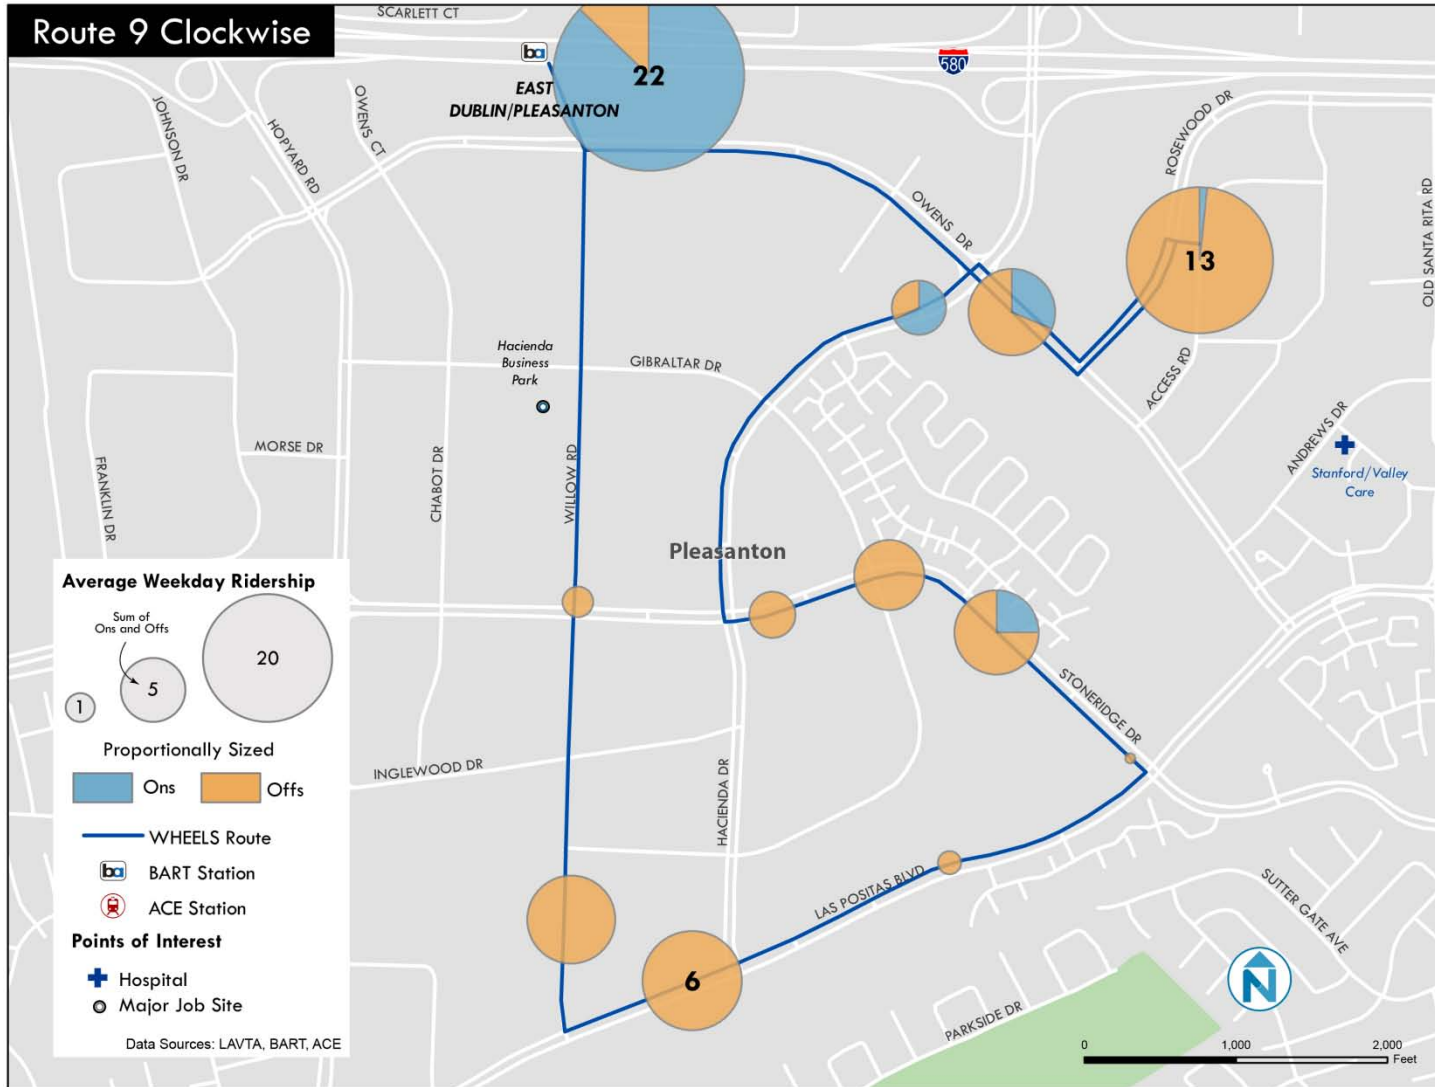 Route 9 Clockwise
SCARLETT CT
ba
EAST
DUBLIN/PLEASANTON
22
580
JOHNSON DR
HOPYARD RD
OWENS CT
ROSEWOOD DR
OLD SANTA RITA RD
OWENS DR
13
Hacienda
Business
Park
GIBRALTAR DR
ACCESS RD
ANDREWS DR
Stanford/Valley
Care
MORSE DR
FRANKLIN DR
CHABOT DR
WILLOW RD
Pleasanton
STONERIDGE DR
INGLEWOOD DR
HACIENDA DR
LAS POSITAS BLVD
SUTTER GATE AVE
6
PARKSIDE DR
N
0 1,000 2,000
Feet
Average Weekday Ridership
Sum of
Ons and Offs
1 5 20
Proportionally Sized
Ons Offs
WHEELS Route
ba BART Station
ACE Station
Points of Interest
Hospital
Major Job Site
Data Sources: LAVTA, BART, ACE